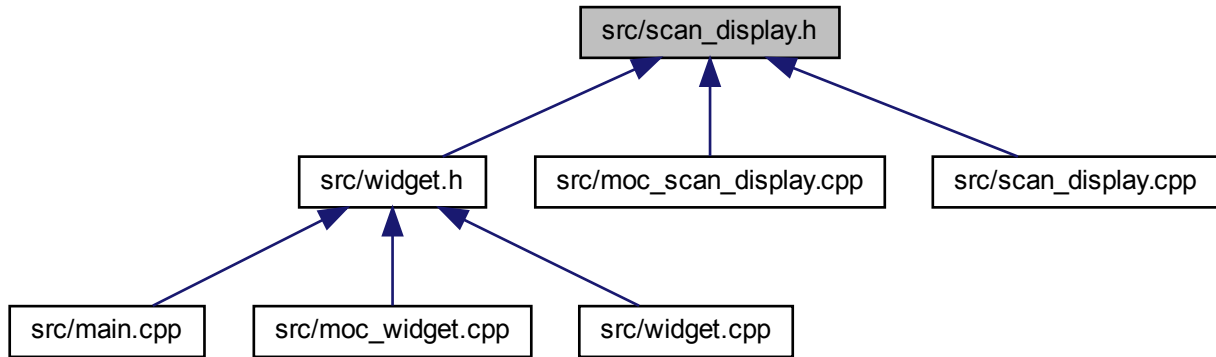 src/scan_display.h
src/widget.h
src/moc_scan_display.cpp
src/scan_display.cpp
src/main.cpp
src/moc_widget.cpp
src/widget.cpp